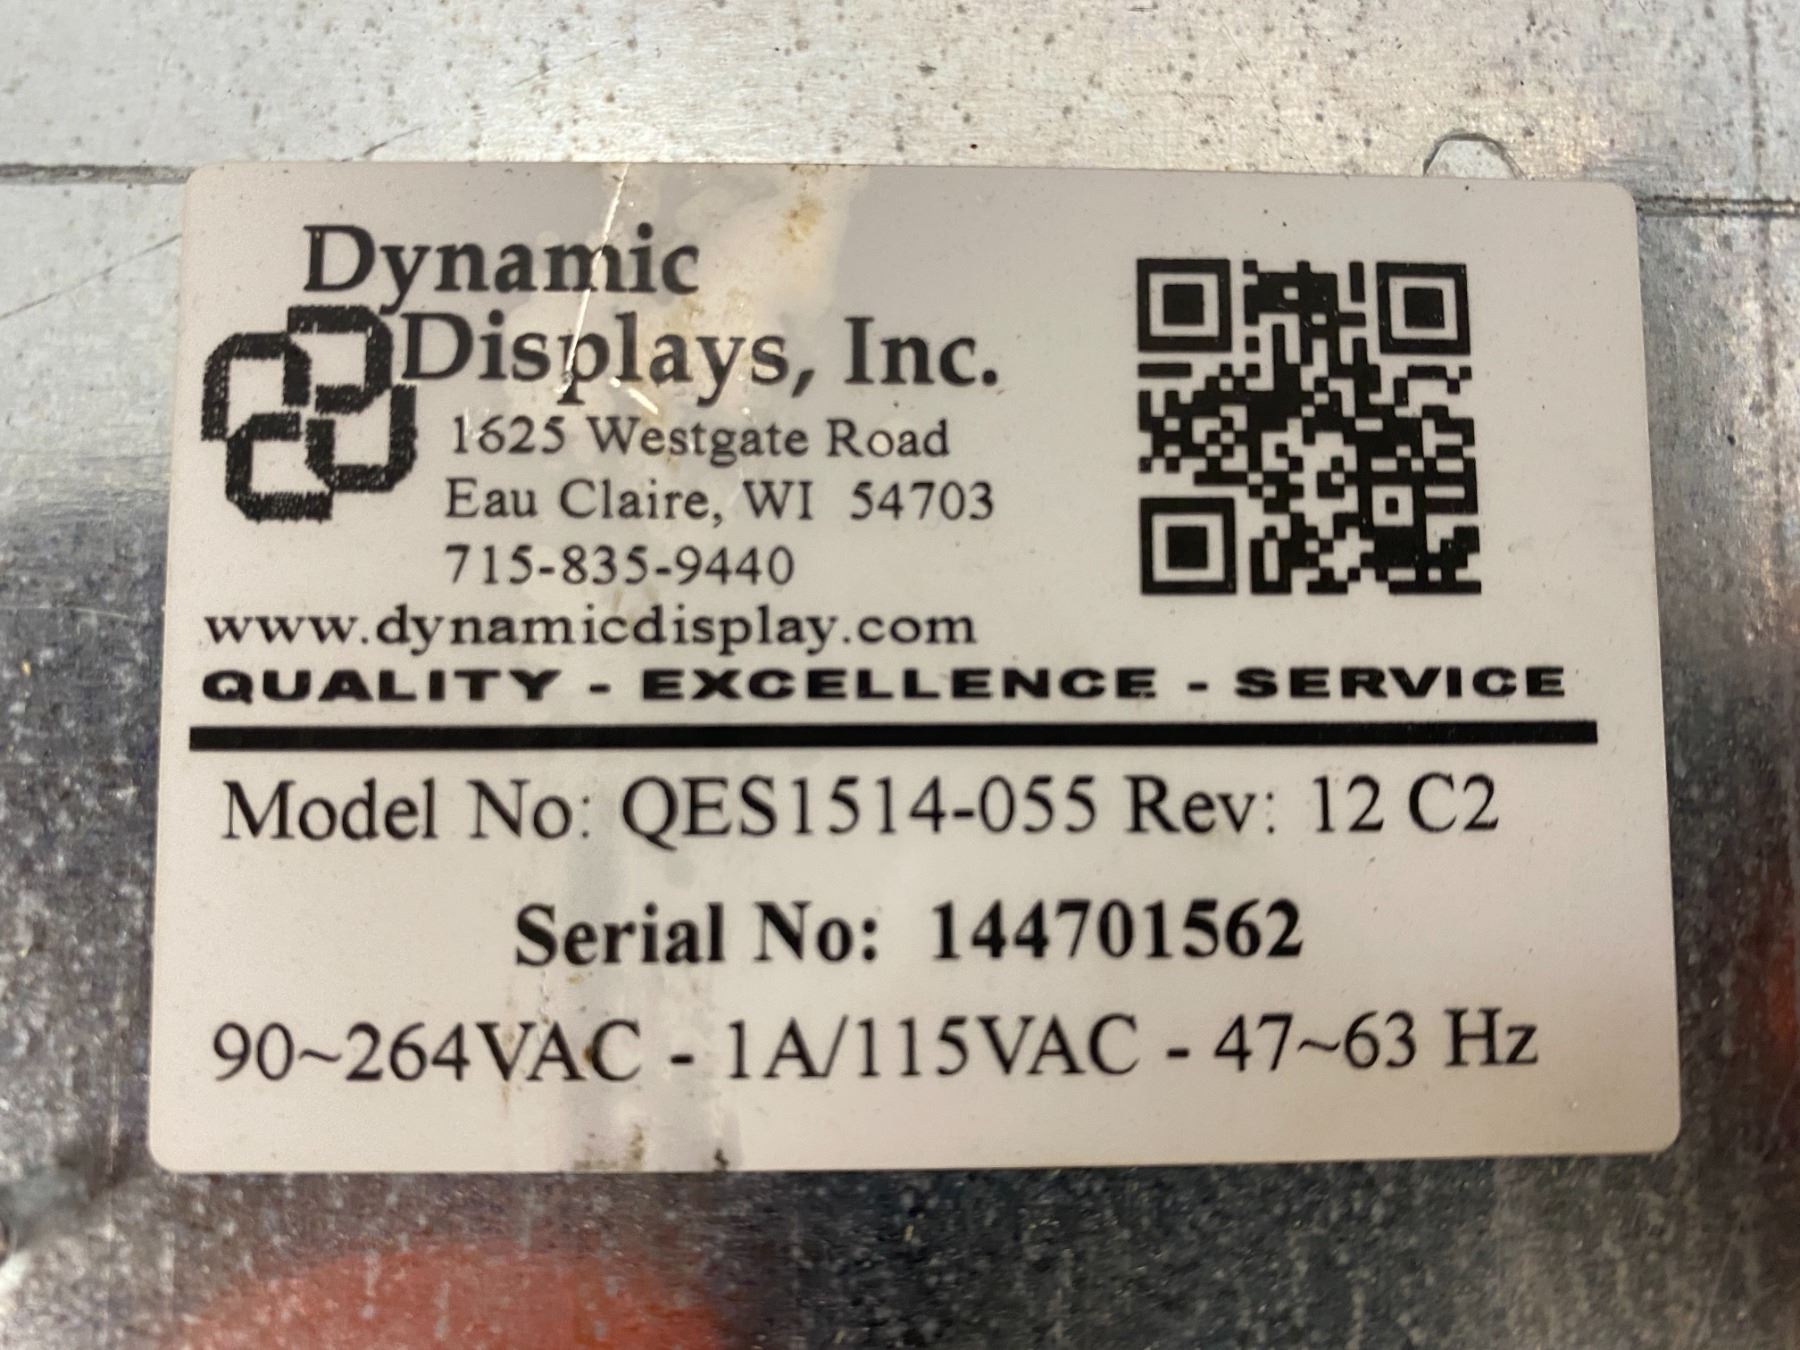 Dynamic
Displays, Inc.
1625 Westgate Road
Eau Claire, WI 54703
715-835-9440
www.dynamicdisplay.com
QUALITY - EXCELLENCE - SERVICE
Model No: QES1514-055 Rev: 12 C2
Serial No: 144701562
90~264VAC - 1A/115VAC - 47~63 Hz